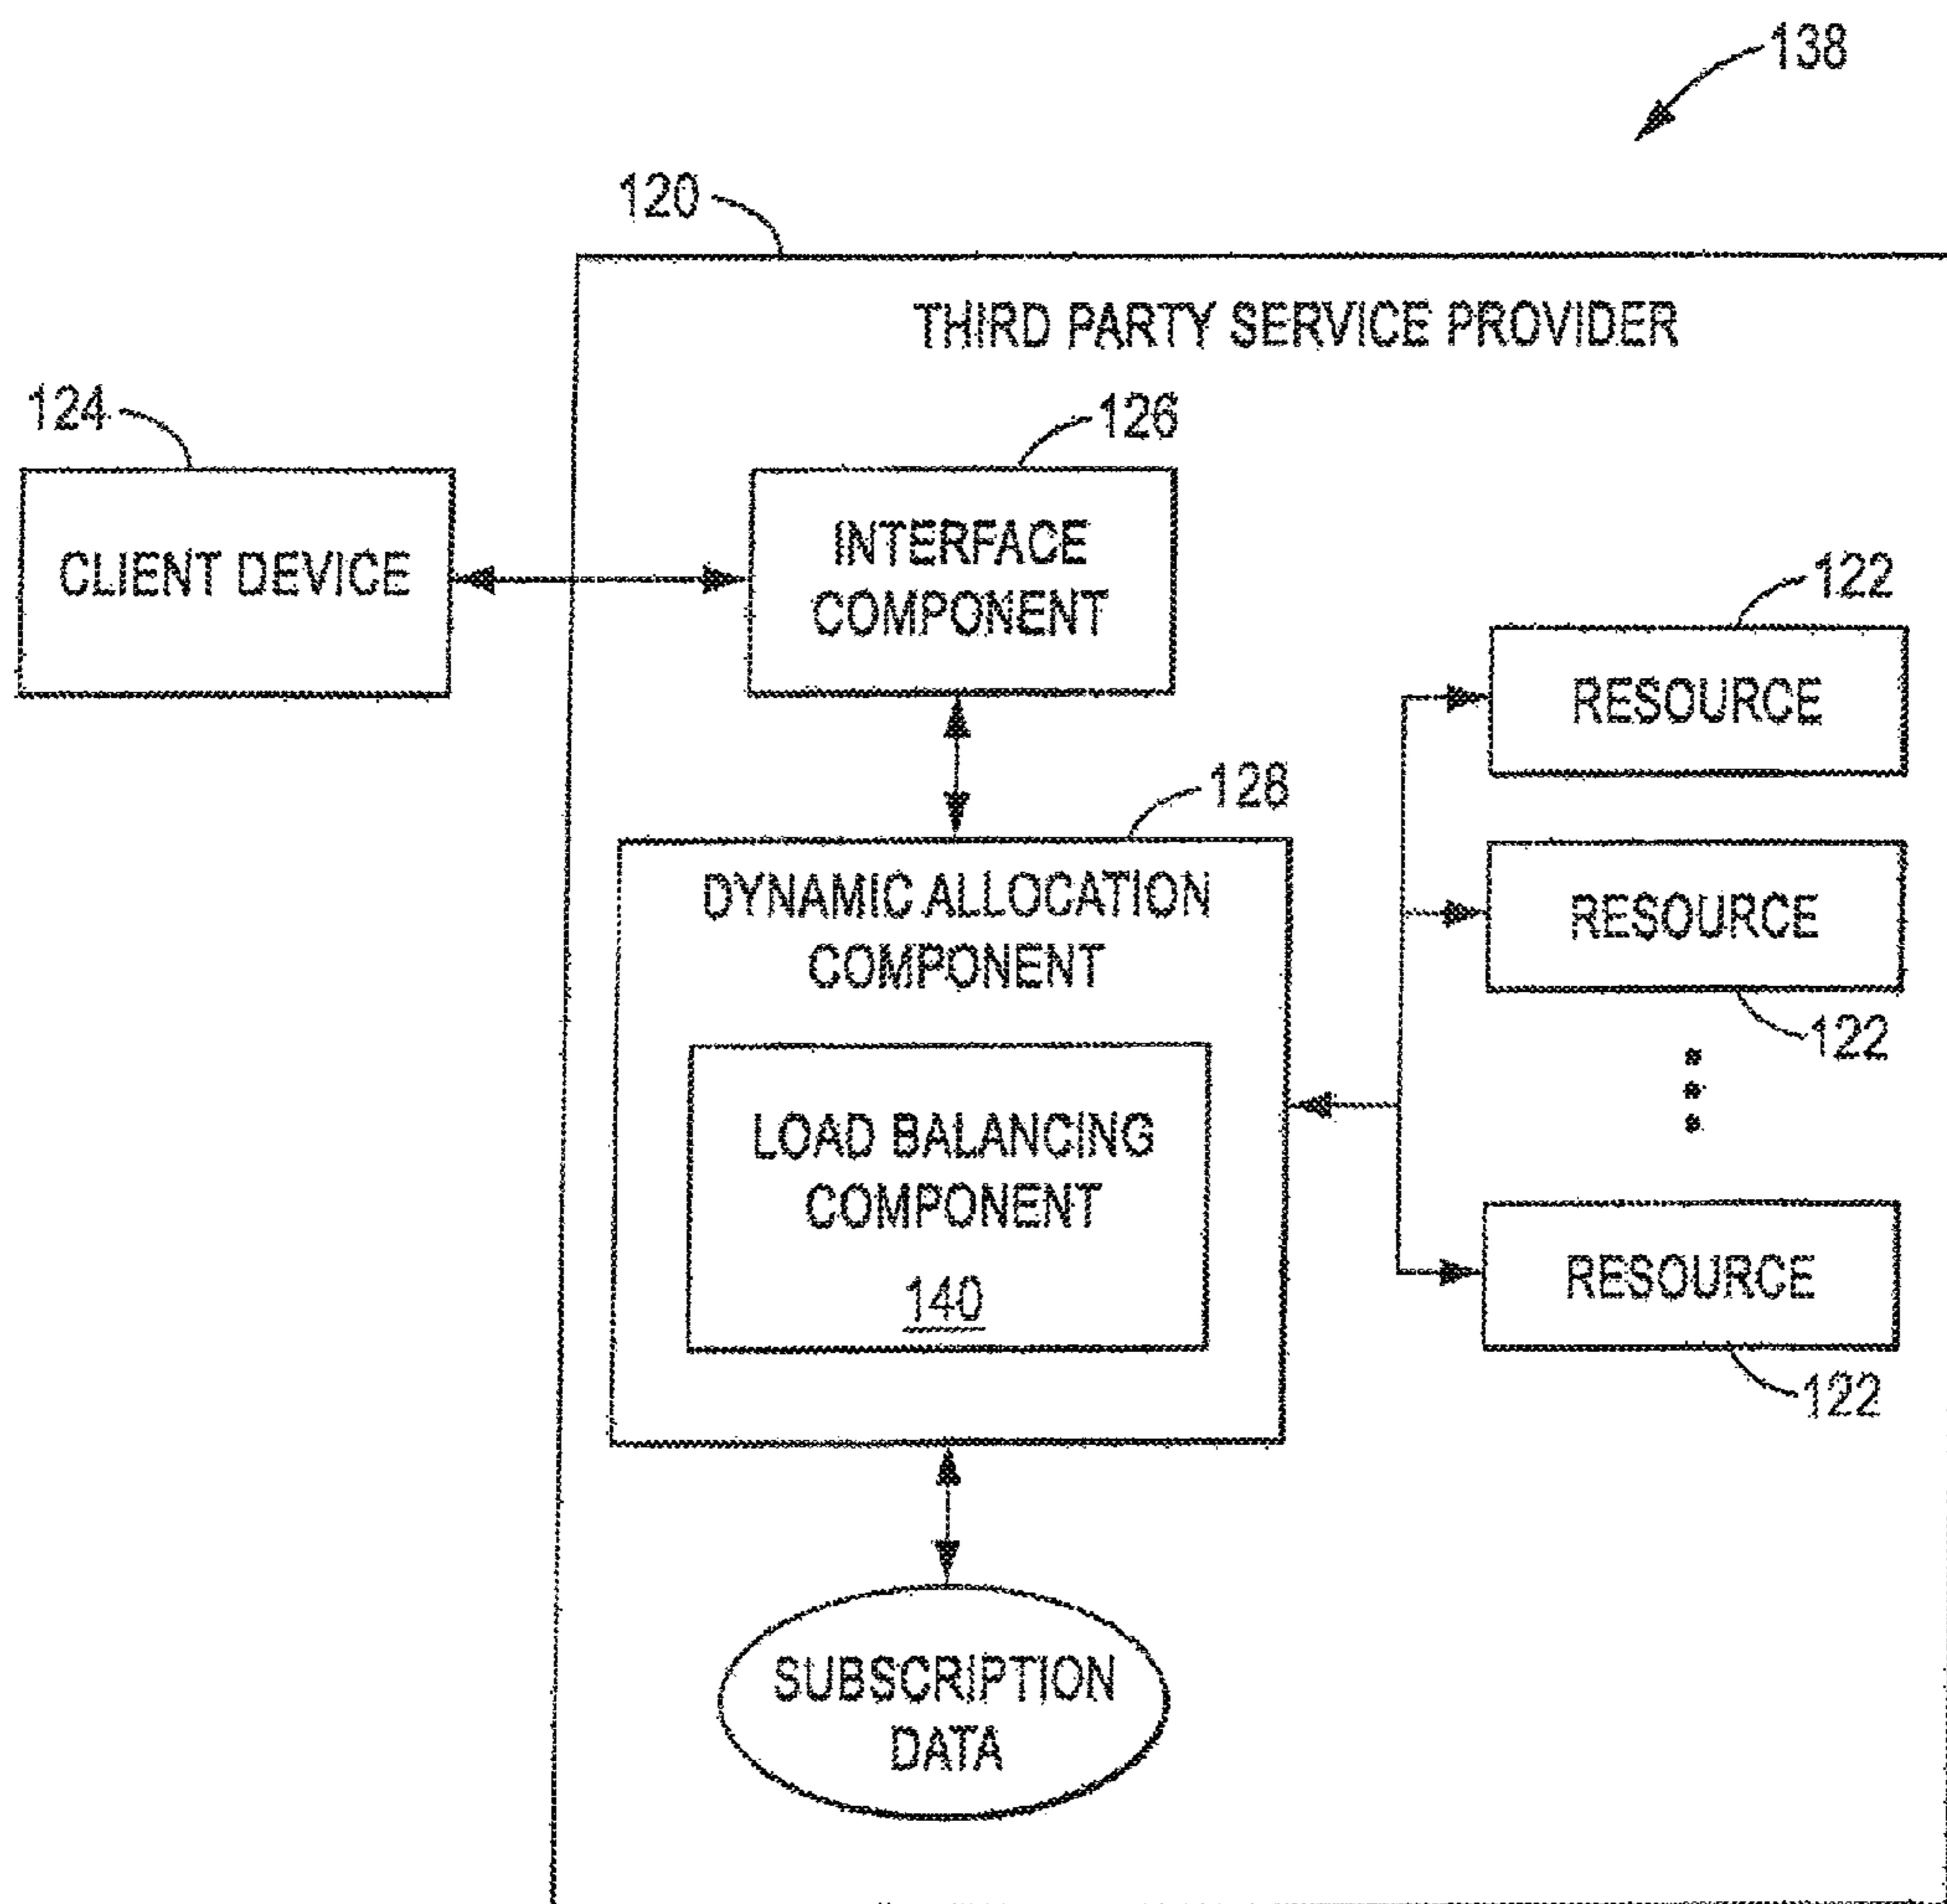 138
120
THIRD PARTY SERVICE PROVIDER
124
126
CLIENT DEVICE
INTERFACE
COMPONENT
122
RESOURCE
128
DYNAMIC ALLOCATION
COMPONENT
RESOURCE
122
LOAD BALANCING
COMPONENT
140
RESOURCE
122
SUBSCRIPTION
DATA